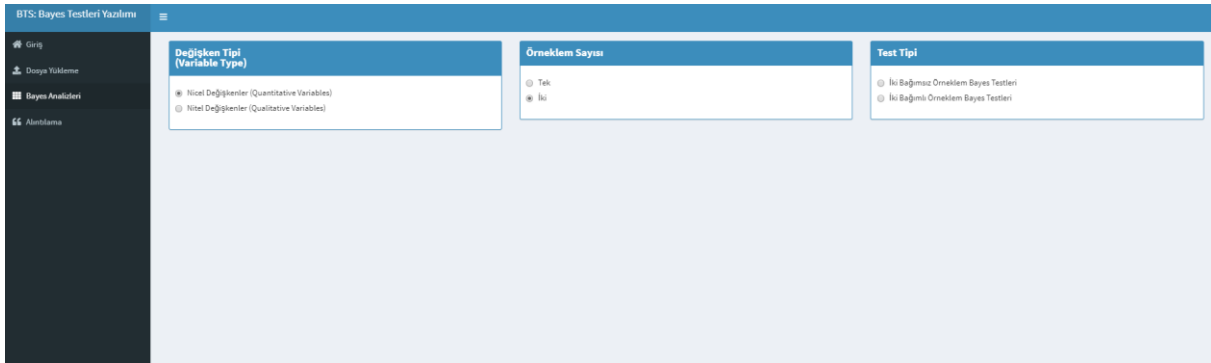 BTS: Bayes Testleri Yazılımı
Giriş
Dosya Yükleme
Bayes Analizleri
Alıntılama
Değişken Tipi
(Variable Type)
Nicel Değişkenler (Quantitative Variables)
Nitel Değişkenler (Qualitative Variables)
Örneklem Sayısı
Tek
İki
Test Tipi
İki Bağımsız Örneklem Bayes Testleri
İki Bağımlı Örneklem Bayes Testleri